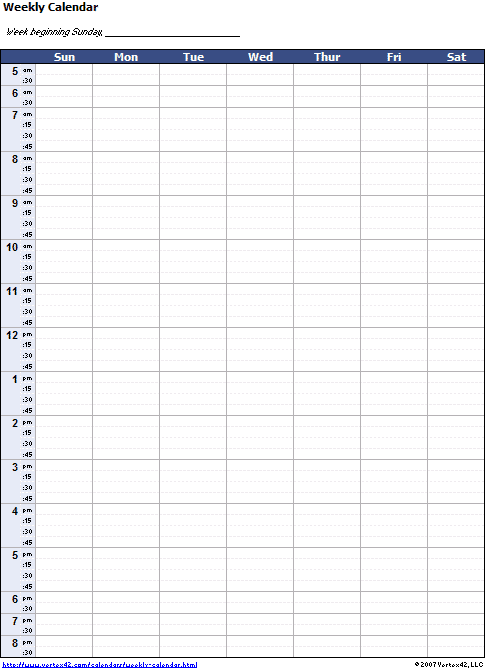 Weekly Calendar
Week beginning Sunday,
Sun Mon Tue Wed Thur Fri Sat
5 am
:30
6 am
:30
7 am
:15
:30
:45
8 am
:15
:30
:45
9 am
:15
:30
:45
10 am
:15
:30
:45
11 am
:15
:30
:45
12 pm
:15
:30
:45
1 pm
:15
:30
:45
2 pm
:15
:30
:45
3 pm
:15
:30
:45
4 pm
:15
:30
:45
5 pm
:15
:30
:45
6 pm
:30
7 pm
:30
8 pm
:30
http://www.vertex42.com/calendars/weekly-calendar.html © 2007 Vertex42, LLC